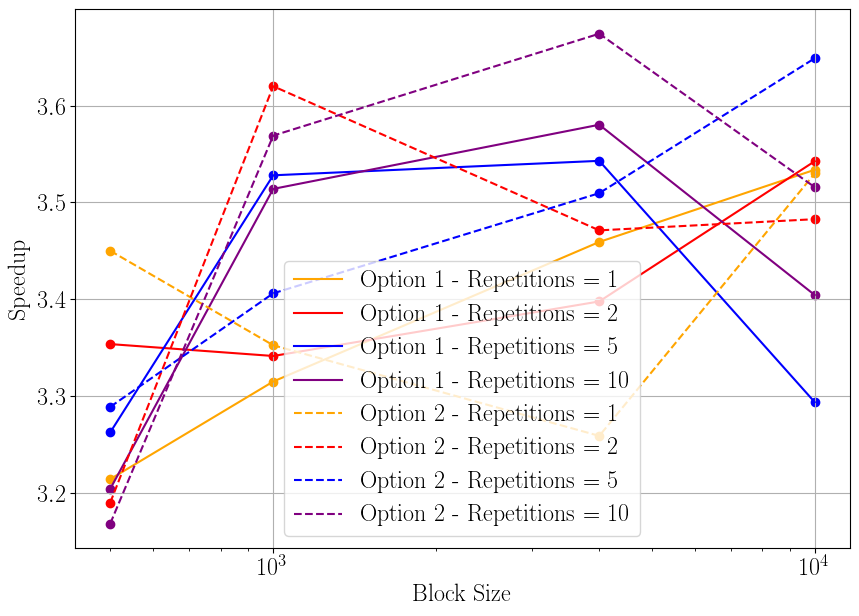 3.6
3.5
3.4
3.3
3.2
Speedup
Option 1 - Repetitions = 1
Option 1 - Repetitions = 2
Option 1 - Repetitions = 5
Option 1 - Repetitions = 10
Option 2 - Repetitions = 1
Option 2 - Repetitions = 2
Option 2 - Repetitions = 5
Option 2 - Repetitions = 10
10³ 10⁴
Block Size